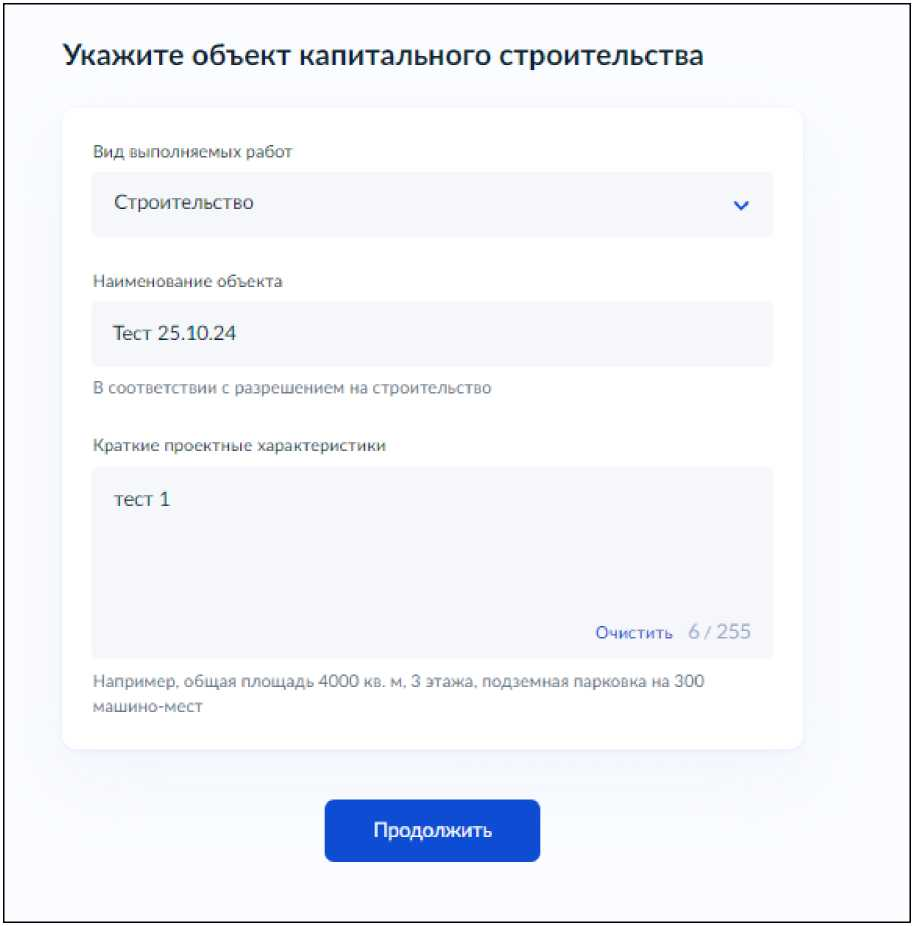 Укажите объект капитального строительства
Вид выполняемых работ
Строительство
Наименование объекта
Тест 25.10.24
В соответствии с разрешением на строительство
Краткие проектные характеристики
тест 1
Очистить 6 / 255
Например, общая площадь 4000 кв. м, 3 этажа, подземная парковка на 300
машино-мест
Продолжить